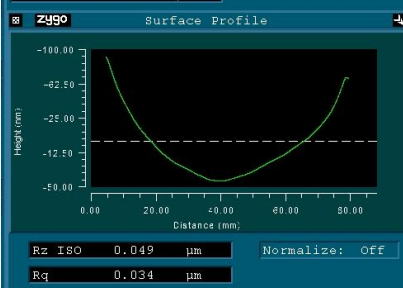 zygo Surface Profile
-100.00
-62.50
-25.00
-12.50
-50.00
Height (nm)
0.00 20.00 40.00 60.00 80.00
Distance (mm)
Rz ISO 0.049 µm Normalize: Off
Rq 0.034 µm